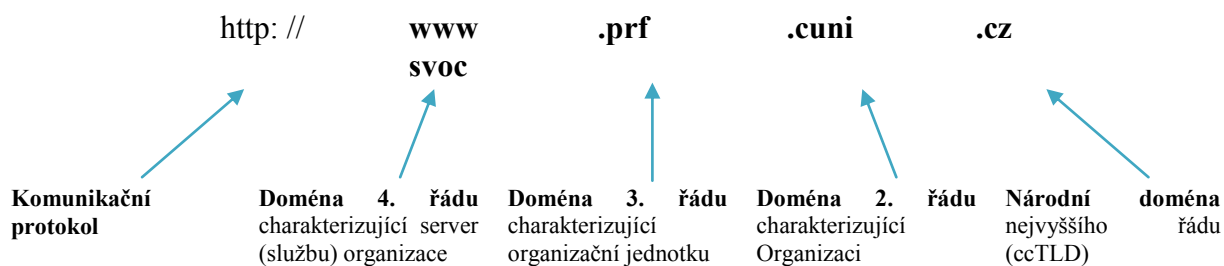 http: // www .prf .cuni .cz
svoc
Komunikační
protokol
Doména 4. řádu
charakterizující server
(službu) organizace
Doména 3. řádu
charakterizující
organizační jednotku
Doména 2. řádu
charakterizující
Organizaci
Národní doména
nejvyššího řádu
(ccTLD)